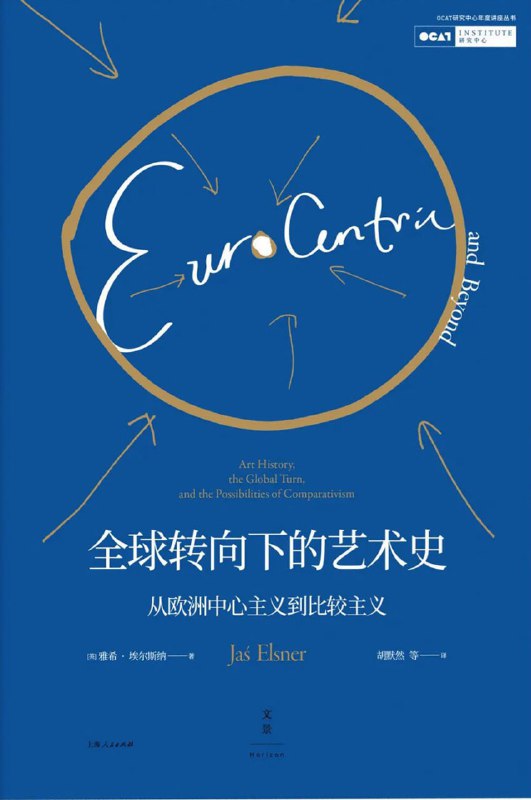 OCAT研究中心年度讲座丛书
OCAT INSTITUTE
研究中心
EuroCentric
and Beyond
Art History,
the Global Turn,
and the Possibilities of Comparativism
全球转向下的艺术史
从欧洲中心主义到比较主义
[英] 雅希·埃尔斯纳——著
Jaś Elsner
胡默然 等——译
文景
Horizon
上海人民出版社